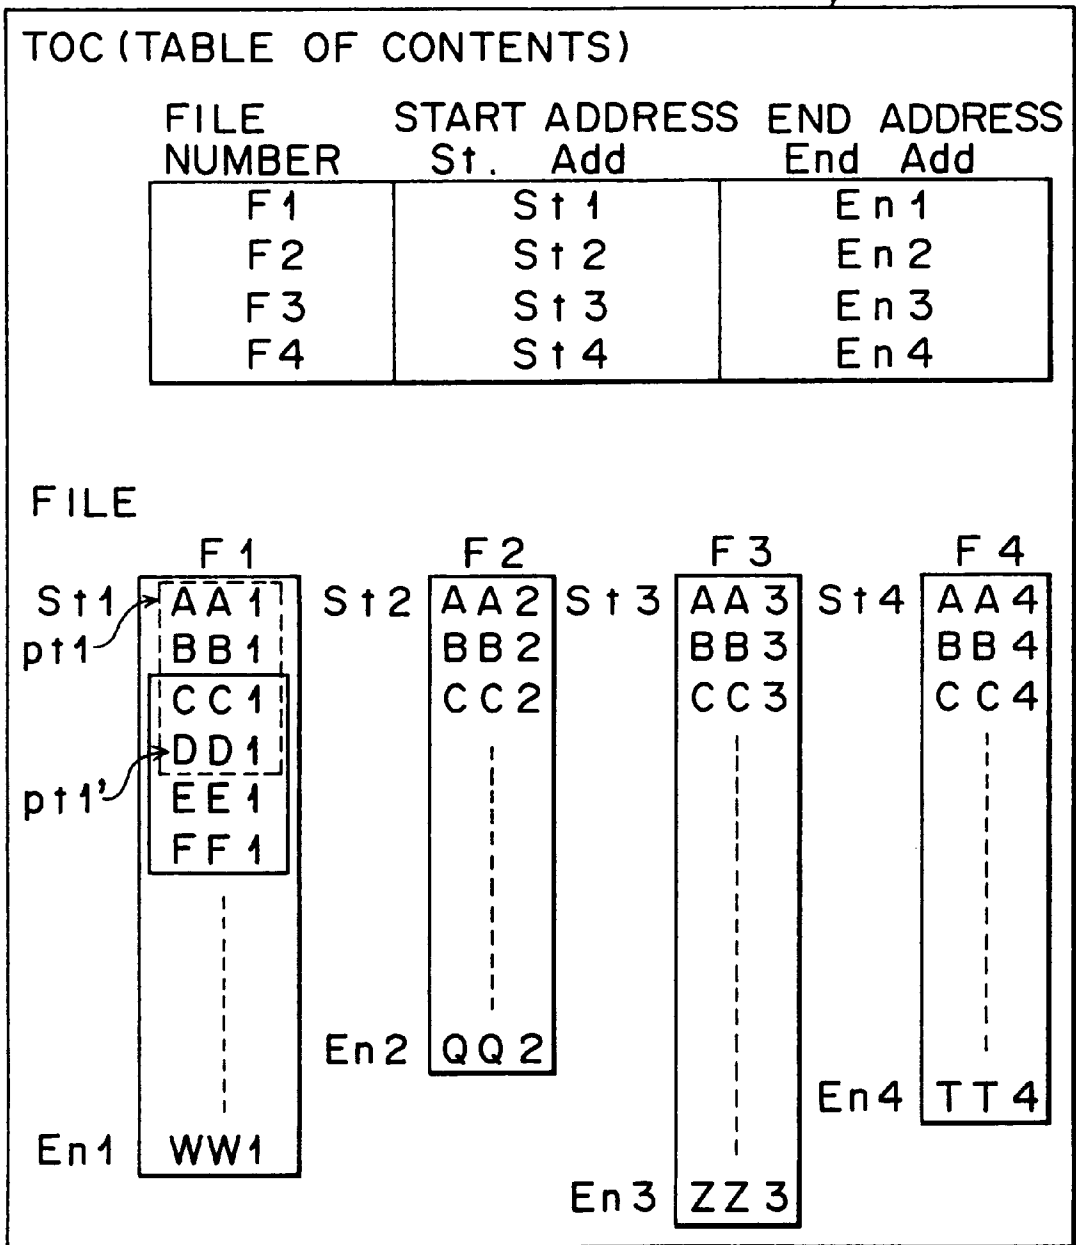 TOC (TABLE OF CONTENTS)
FILE NUMBER START ADDRESS St. Add END ADDRESS End Add
F1 St1 En1
F2 St2 En2
F3 St3 En3
F4 St4 En4
FILE
F1 F2 F3 F4
St1 AA1 St2 AA2 St3 AA3 St4 AA4
pt1 BB1 BB2 BB3 BB4
CC1 CC2 CC3 CC4
DD1
pt1' EE1
FF1
En2 QQ2
En4 TT4
En1 WW1
En3 ZZ3